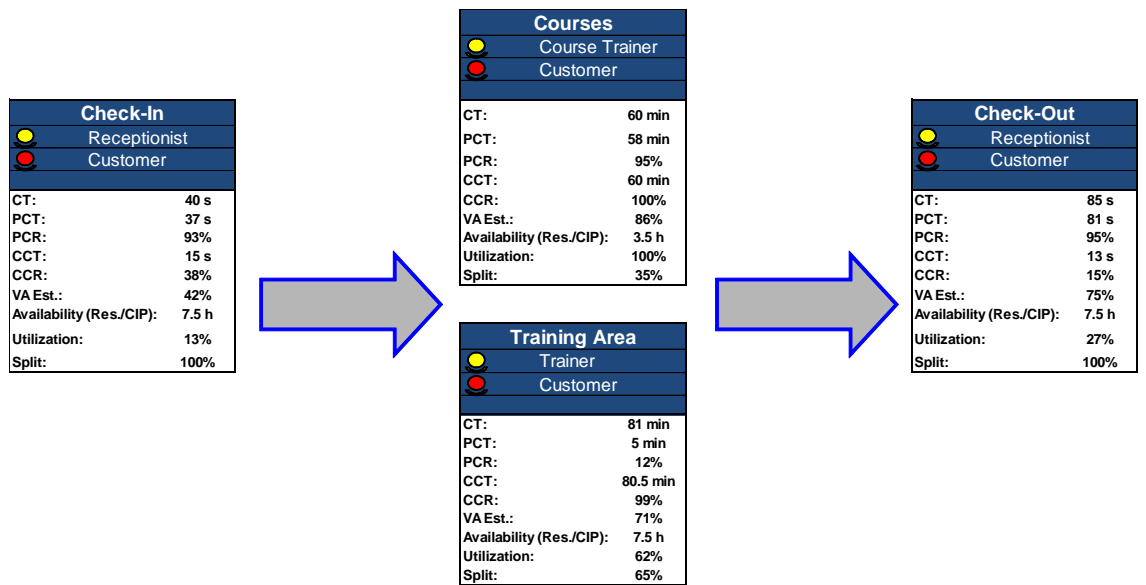 Check-In
Receptionist
Customer
CT: 40 s
PCT: 37 s
PCR: 93%
CCT: 15 s
CCR: 38%
VA Est.: 42%
Availability (Res./CIP): 7.5 h
Utilization: 13%
Split: 100%
Courses
Course Trainer
Customer
CT: 60 min
PCT: 58 min
PCR: 95%
CCT: 60 min
CCR: 100%
VA Est.: 86%
Availability (Res./CIP): 3.5 h
Utilization: 100%
Split: 35%
Training Area
Trainer
Customer
CT: 81 min
PCT: 5 min
PCR: 12%
CCT: 80.5 min
CCR: 99%
VA Est.: 71%
Availability (Res./CIP): 7.5 h
Utilization: 62%
Split: 65%
Check-Out
Receptionist
Customer
CT: 85 s
PCT: 81 s
PCR: 95%
CCT: 13 s
CCR: 15%
VA Est.: 75%
Availability (Res./CIP): 7.5 h
Utilization: 27%
Split: 100%